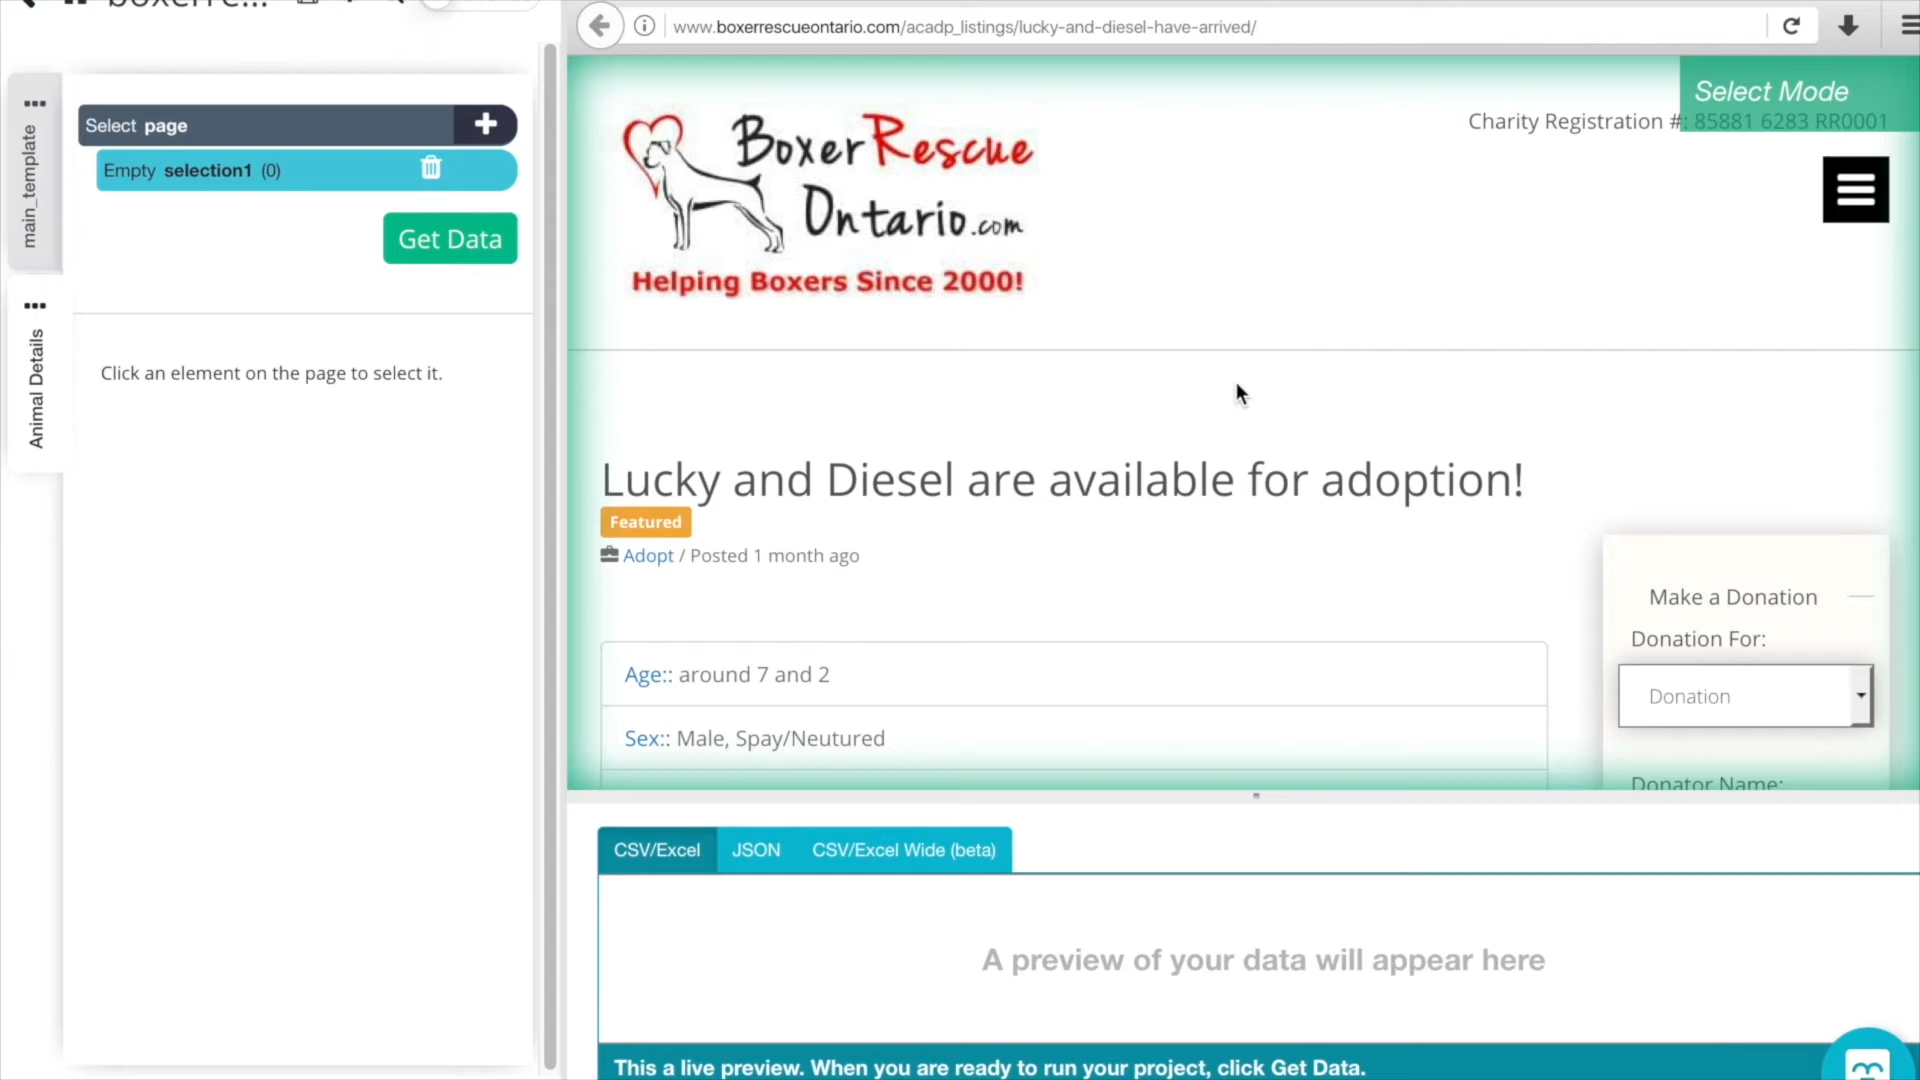 main_template
Animal Details
Select page
Empty selection1 (0)
Get Data
Click an element on the page to select it.
www.boxerrescueontario.com/acadp_listings/lucky-and-diesel-have-arrived/
Select Mode
Charity Registration #: 85881 6283 RR0001
Boxer Rescue
Ontario.com
Helping Boxers Since 2000!
Lucky and Diesel are available for adoption!
Featured
Adopt / Posted 1 month ago
Age:: around 7 and 2
Sex:: Male, Spay/Neutured
Make a Donation
Donation For:
Donation
Donator Name:
CSV/Excel
JSON
CSV/Excel Wide (beta)
A preview of your data will appear here
This a live preview. When you are ready to run your project, click Get Data.